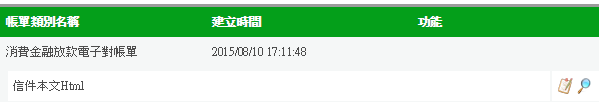 帳單類別名稱 建立時間 功能
消費金融放款電子對帳單 2015/08/10 17:11:48
信件本文Html